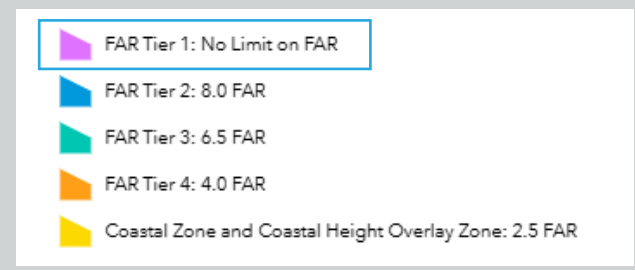 FAR Tier 1: No Limit on FAR
FAR Tier 2: 8.0 FAR
FAR Tier 3: 6.5 FAR
FAR Tier 4: 4.0 FAR
Coastal Zone and Coastal Height Overlay Zone: 2.5 FAR